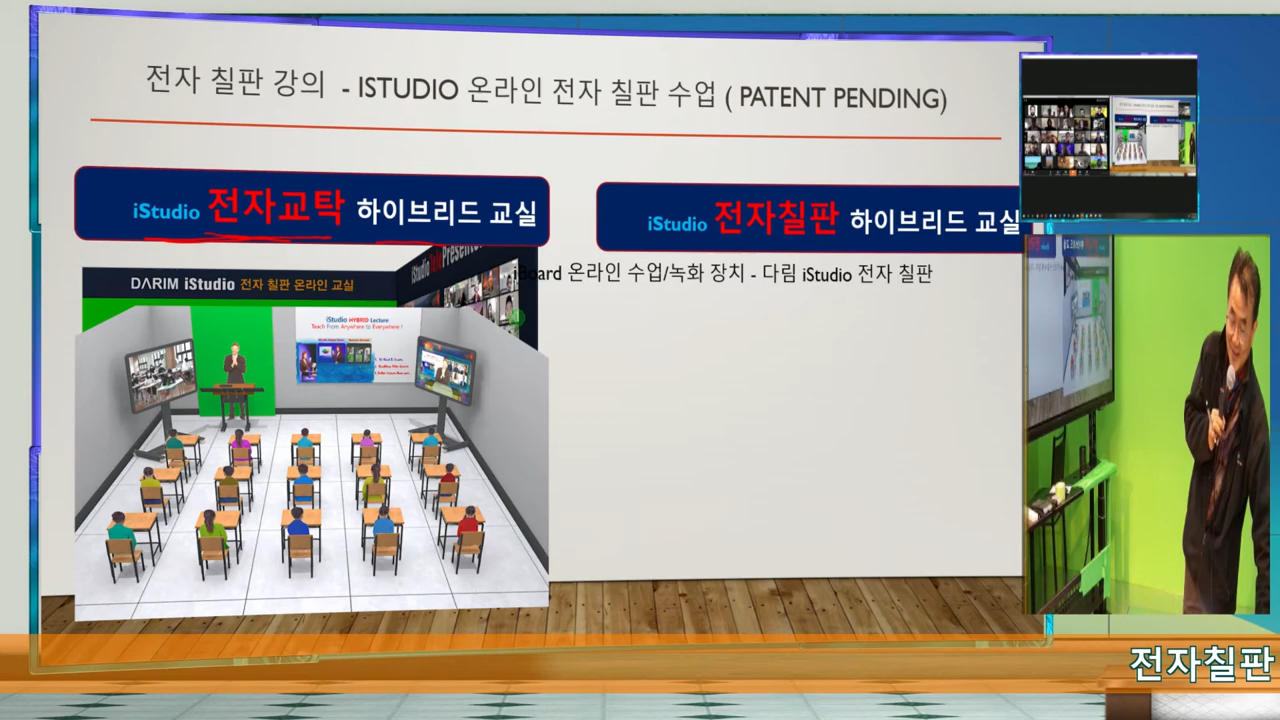 전자 칠판 강의 - ISTUDIO 온라인 전자 칠판 수업 ( PATENT PENDING)
iStudio 전자교탁 하이브리드 교실
iStudio 전자칠판 하이브리드 교실
iBoard 온라인 수업/녹화 장치 - 다림 iStudio 전자 칠판
DARIM iStudio 전자 칠판 온라인 교실
iStudio
iStudio HYBRID Lecture
Teach From Anywhere to Everywhere !
전자칠판